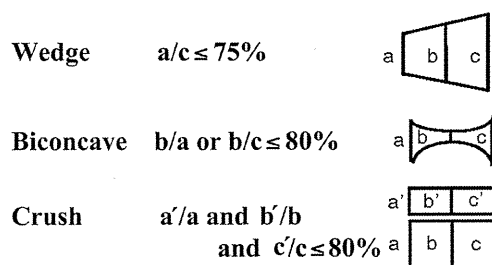 Wedge a/c ≤ 75% a b c
Biconcave b/a or b/c ≤ 80% a b c
a' b' c'
Crush a´/a and b´/b
and c´/c ≤ 80% a b c